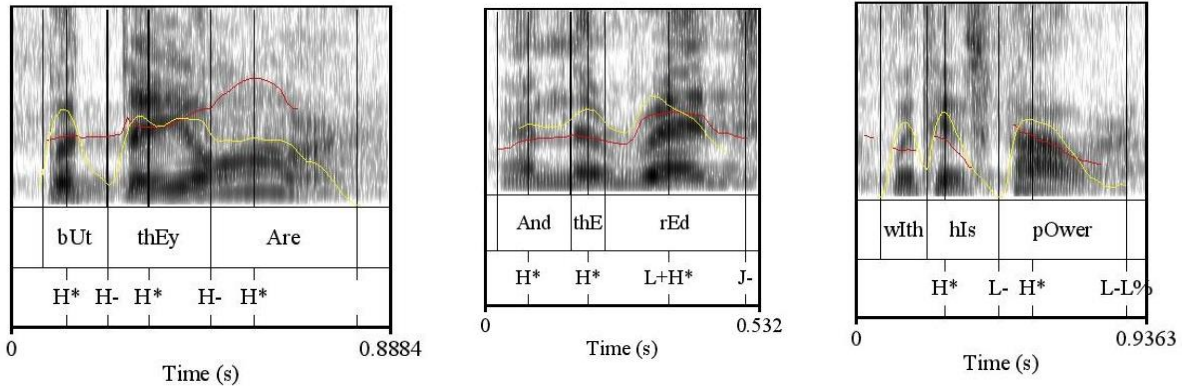 bUt thEy Are
H* H- H* H- H*
0 0.8884
Time (s)
And thE rEd
H* H* L+H* J-
0 0.532
Time (s)
wIth hIs pOwer
H* L- H* L-L%
0 0.9363
Time (s)